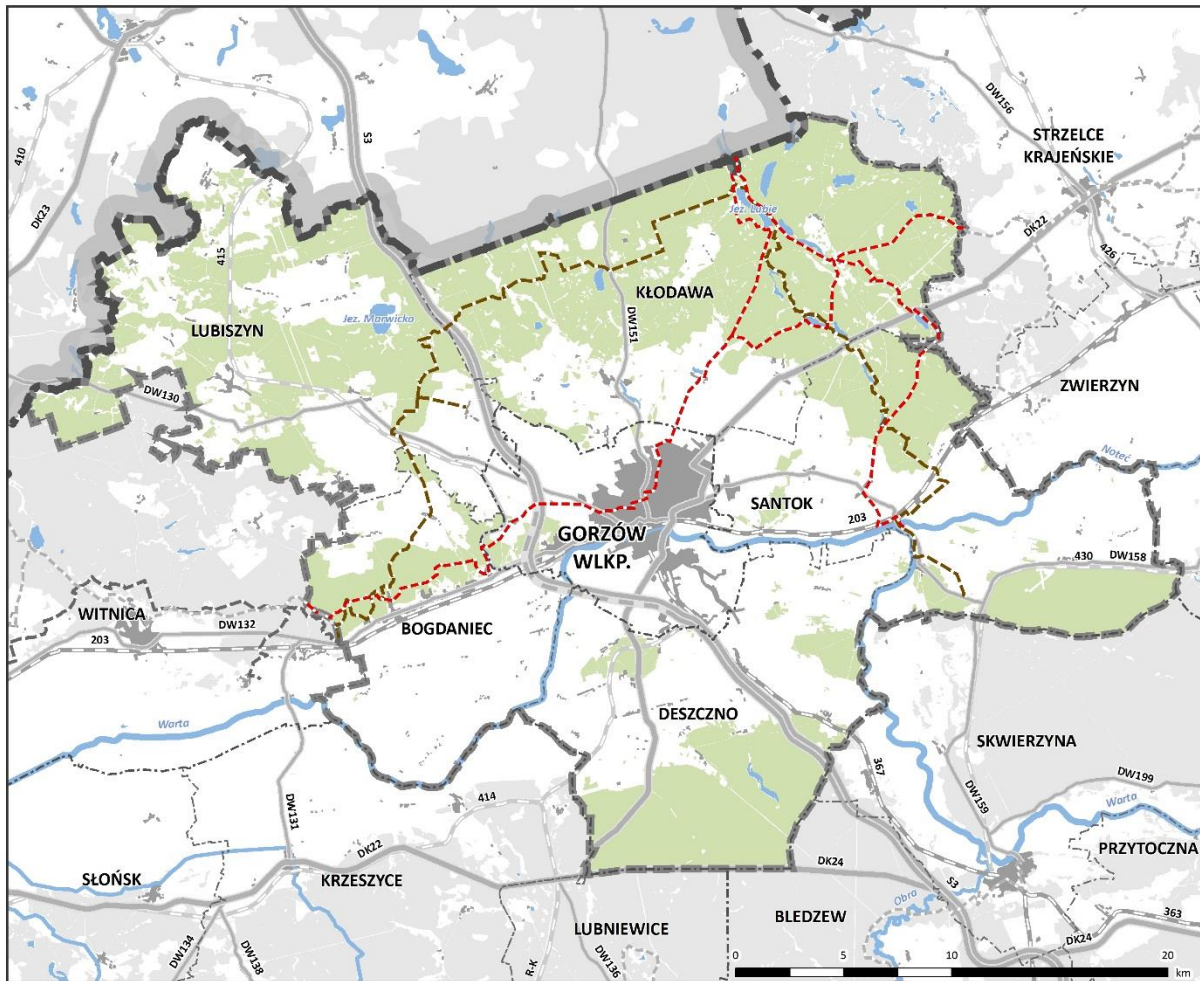 S3
DW156
STRZELCE
KRAJEŃSKIE
410
DK23
Jez. Lubie
DK22
426
415
KŁODAWA
LUBISZYN
Jez. Marwicko
DW151
DW130
ZWIERZYN
Noteć
SANTOK
203
GORZÓW
WLKP.
430
DW158
WITNICA
203
DW132
BOGDANIEC
DESZCZNO
Warta
SKWIERZYNA
367
DW159
DW199
Warta
DW131
414
DK22
PRZYTOCZNA
SŁOŃSK
KRZESZYCE
DK24
S3
BLEDZEW
Obra
LUBNIEWICE
363
DK24
DW134
DW138
R-K
DW136
0 5 10 20
km